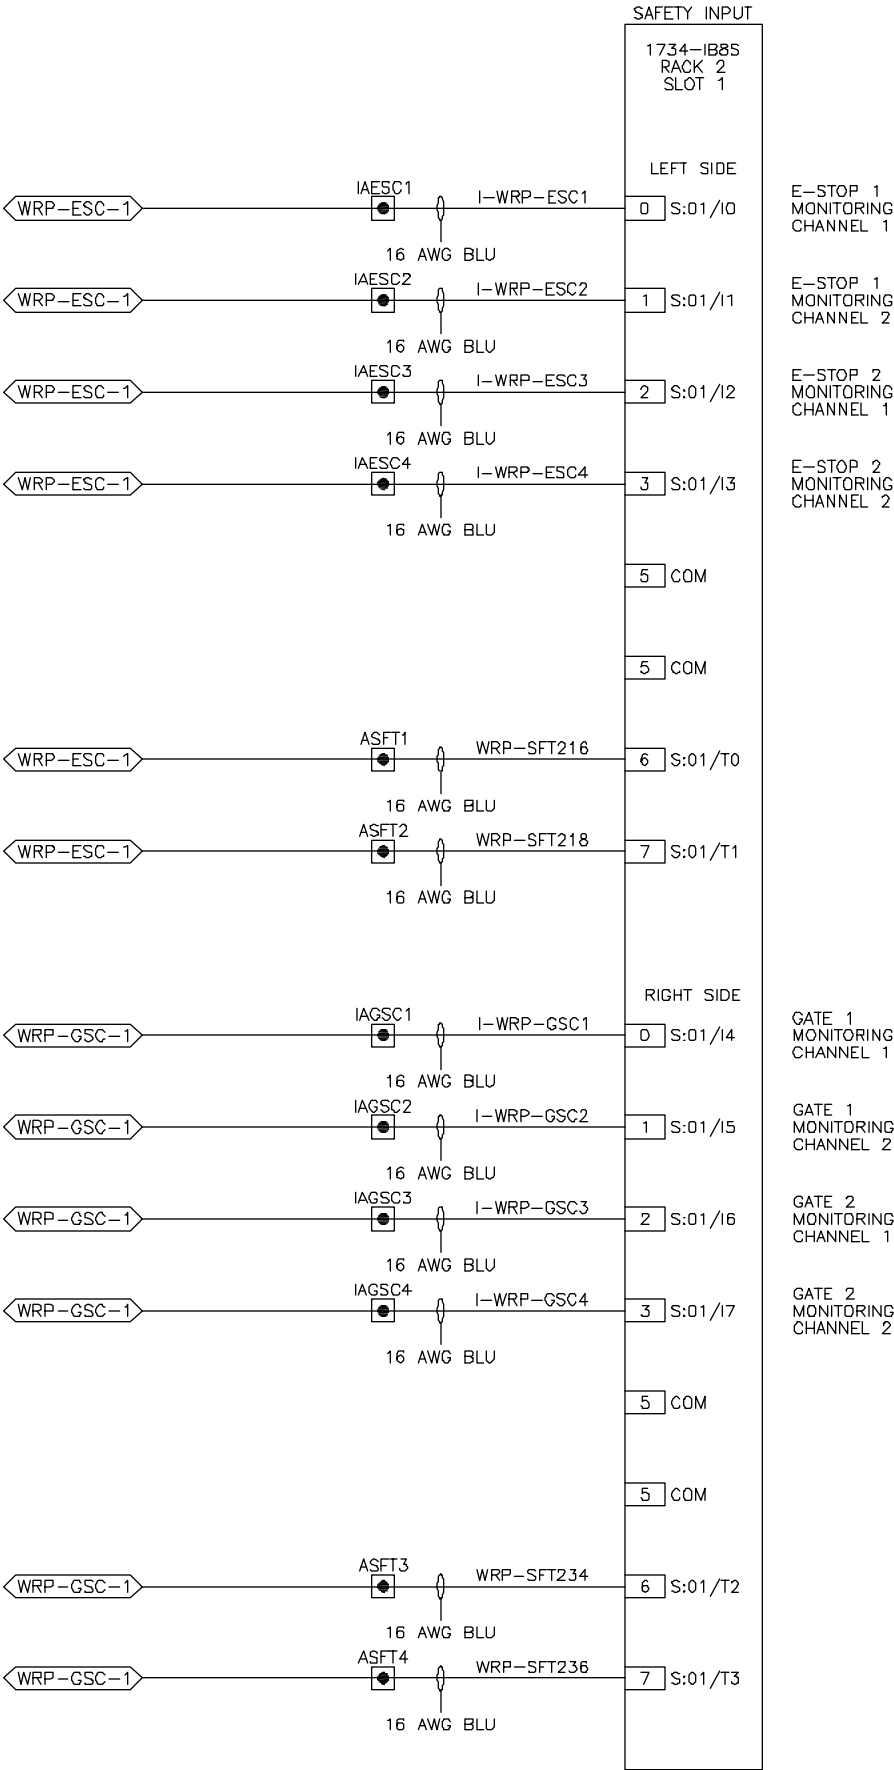 SAFETY INPUT
1734-IB8S
RACK 2
SLOT 1
LEFT SIDE
WRP-ESC-1
IAESC1
16 AWG BLU
I-WRP-ESC1
0
S:01/I0
E-STOP 1
MONITORING
CHANNEL 1
WRP-ESC-1
IAESC2
16 AWG BLU
I-WRP-ESC2
1
S:01/I1
E-STOP 1
MONITORING
CHANNEL 2
WRP-ESC-1
IAESC3
16 AWG BLU
I-WRP-ESC3
2
S:01/I2
E-STOP 2
MONITORING
CHANNEL 1
WRP-ESC-1
IAESC4
16 AWG BLU
I-WRP-ESC4
3
S:01/I3
E-STOP 2
MONITORING
CHANNEL 2
5
COM
5
COM
WRP-ESC-1
ASFT1
16 AWG BLU
WRP-SFT216
6
S:01/T0
WRP-ESC-1
ASFT2
16 AWG BLU
WRP-SFT218
7
S:01/T1
RIGHT SIDE
WRP-GSC-1
IAGSC1
16 AWG BLU
I-WRP-GSC1
0
S:01/I4
GATE 1
MONITORING
CHANNEL 1
WRP-GSC-1
IAGSC2
16 AWG BLU
I-WRP-GSC2
1
S:01/I5
GATE 1
MONITORING
CHANNEL 2
WRP-GSC-1
IAGSC3
16 AWG BLU
I-WRP-GSC3
2
S:01/I6
GATE 2
MONITORING
CHANNEL 1
WRP-GSC-1
IAGSC4
16 AWG BLU
I-WRP-GSC4
3
S:01/I7
GATE 2
MONITORING
CHANNEL 2
5
COM
5
COM
WRP-GSC-1
ASFT3
16 AWG BLU
WRP-SFT234
6
S:01/T2
WRP-GSC-1
ASFT4
16 AWG BLU
WRP-SFT236
7
S:01/T3